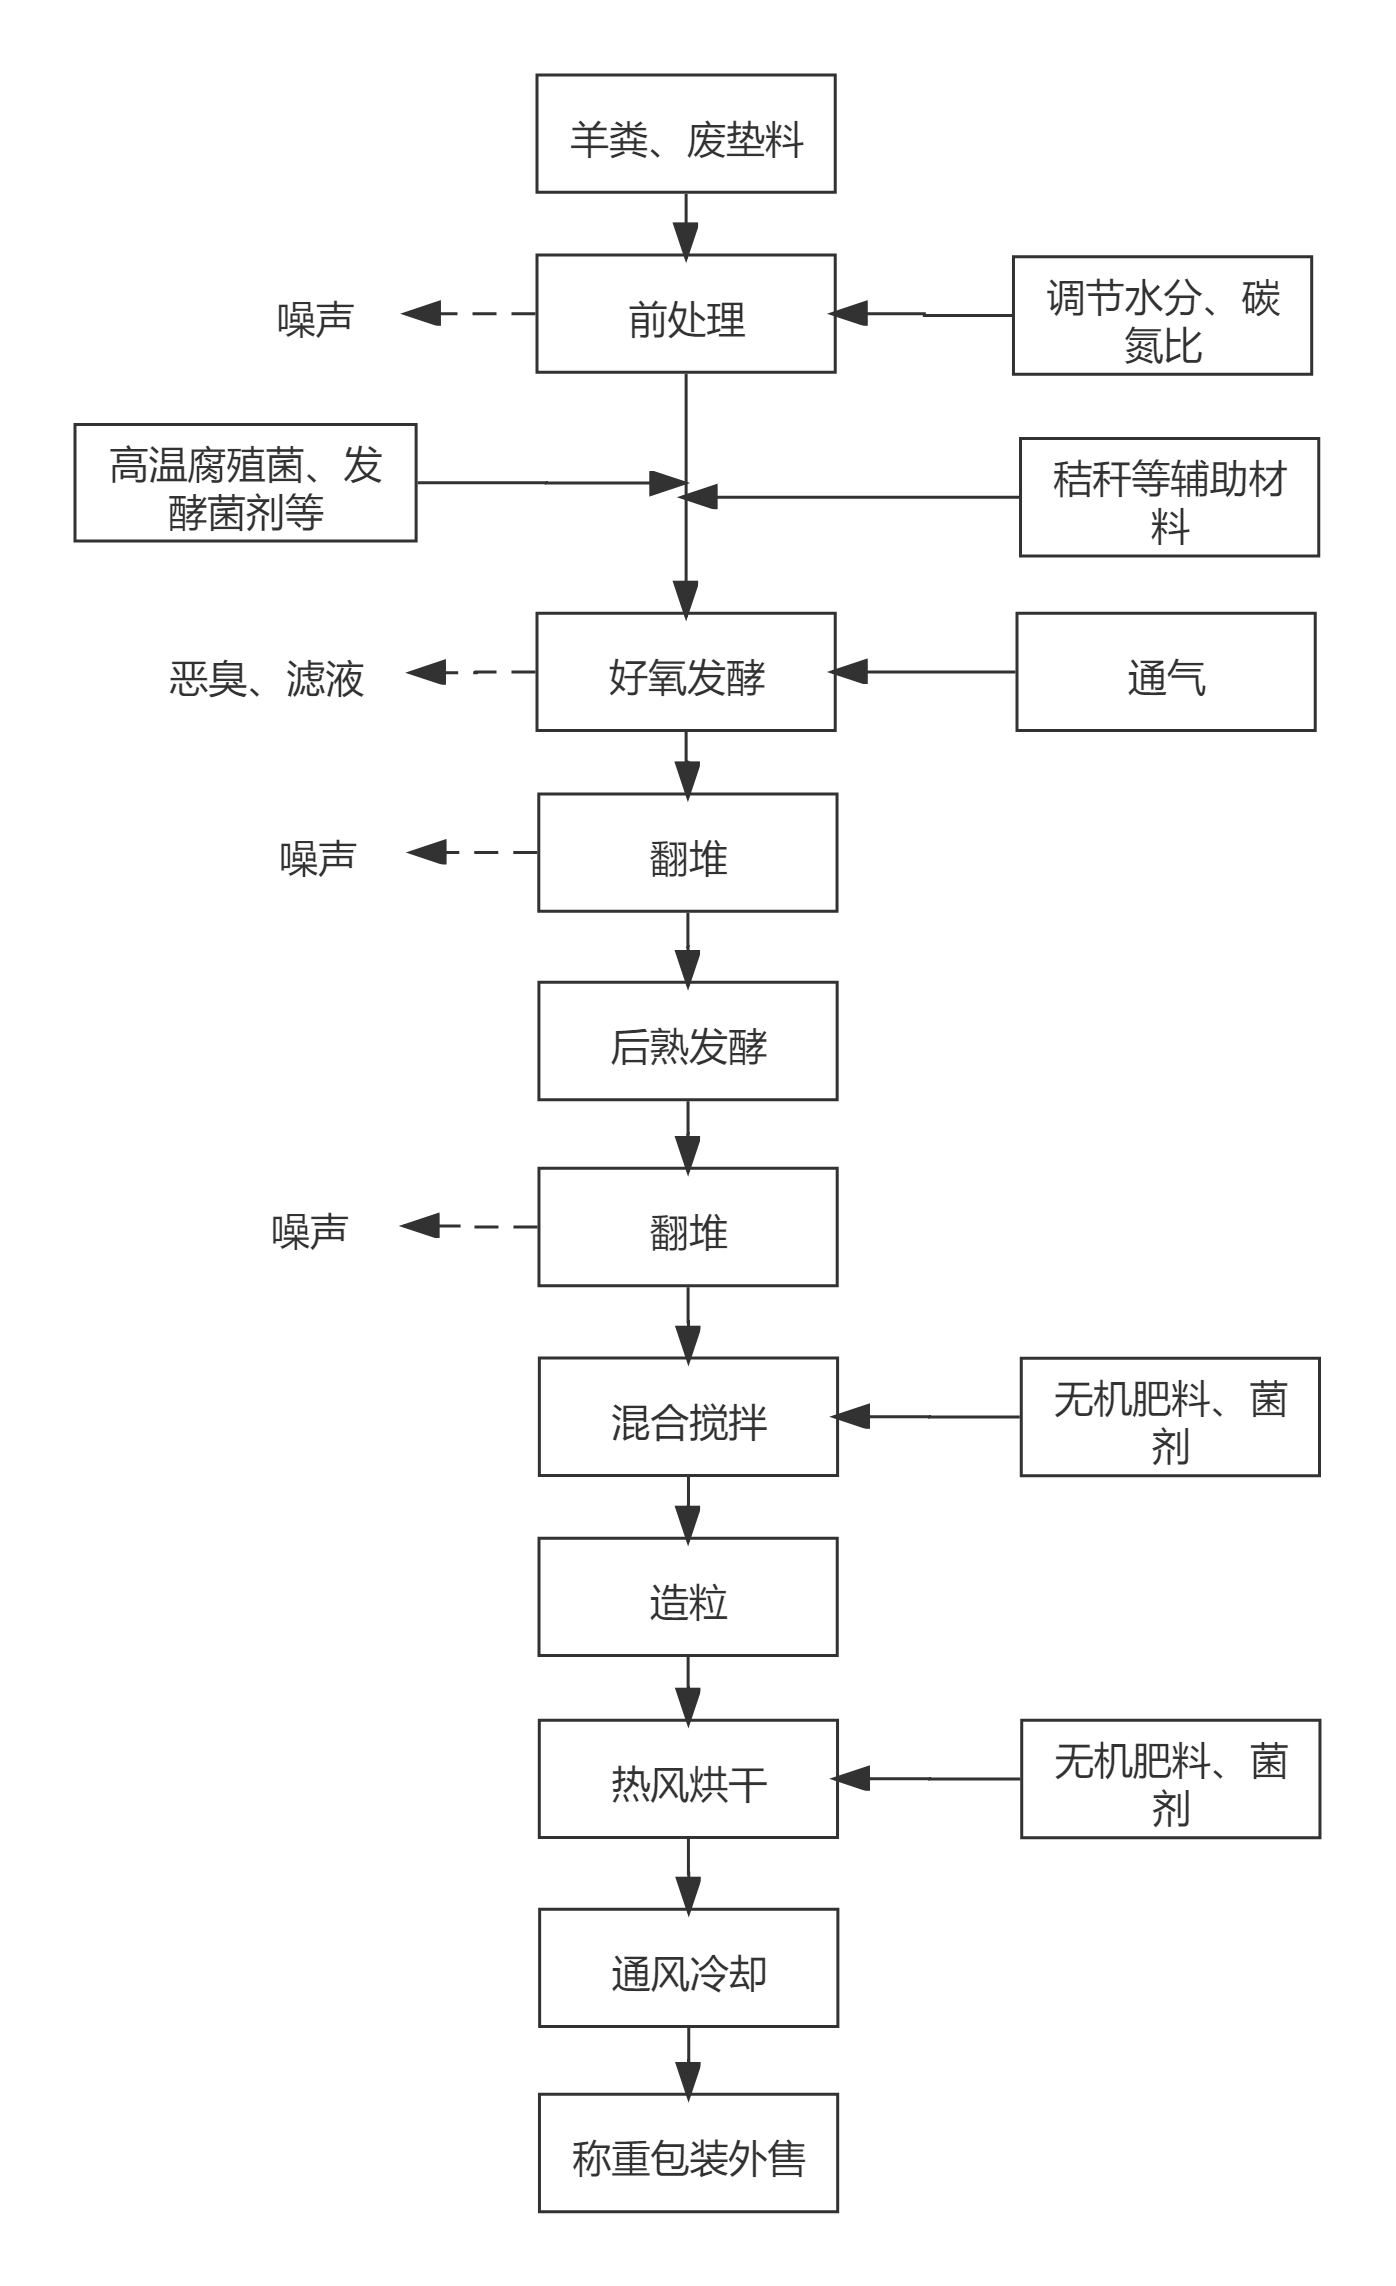 羊粪、废垫料
噪声
前处理
调节水分、碳
氮比
高温腐殖菌、发
酵菌剂等
秸秆等辅助材
料
恶臭、滤液
好氧发酵
通气
噪声
翻堆
后熟发酵
噪声
翻堆
混合搅拌
无机肥料、菌
剂
造粒
热风烘干
无机肥料、菌
剂
通风冷却
称重包装外售